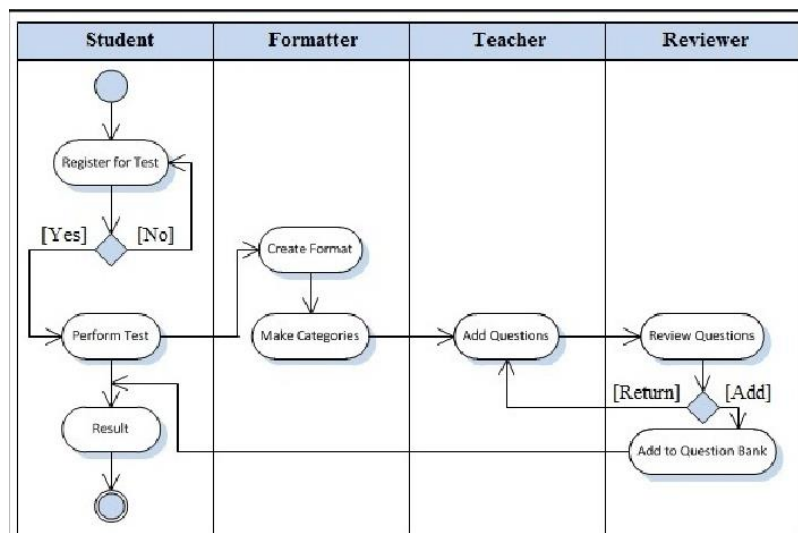 Student Formatter Teacher Reviewer
Register for Test
[Yes] [No]
Create Format
Perform Test Make Categories Add Questions Review Questions
[Return] [Add]
Result Add to Question Bank